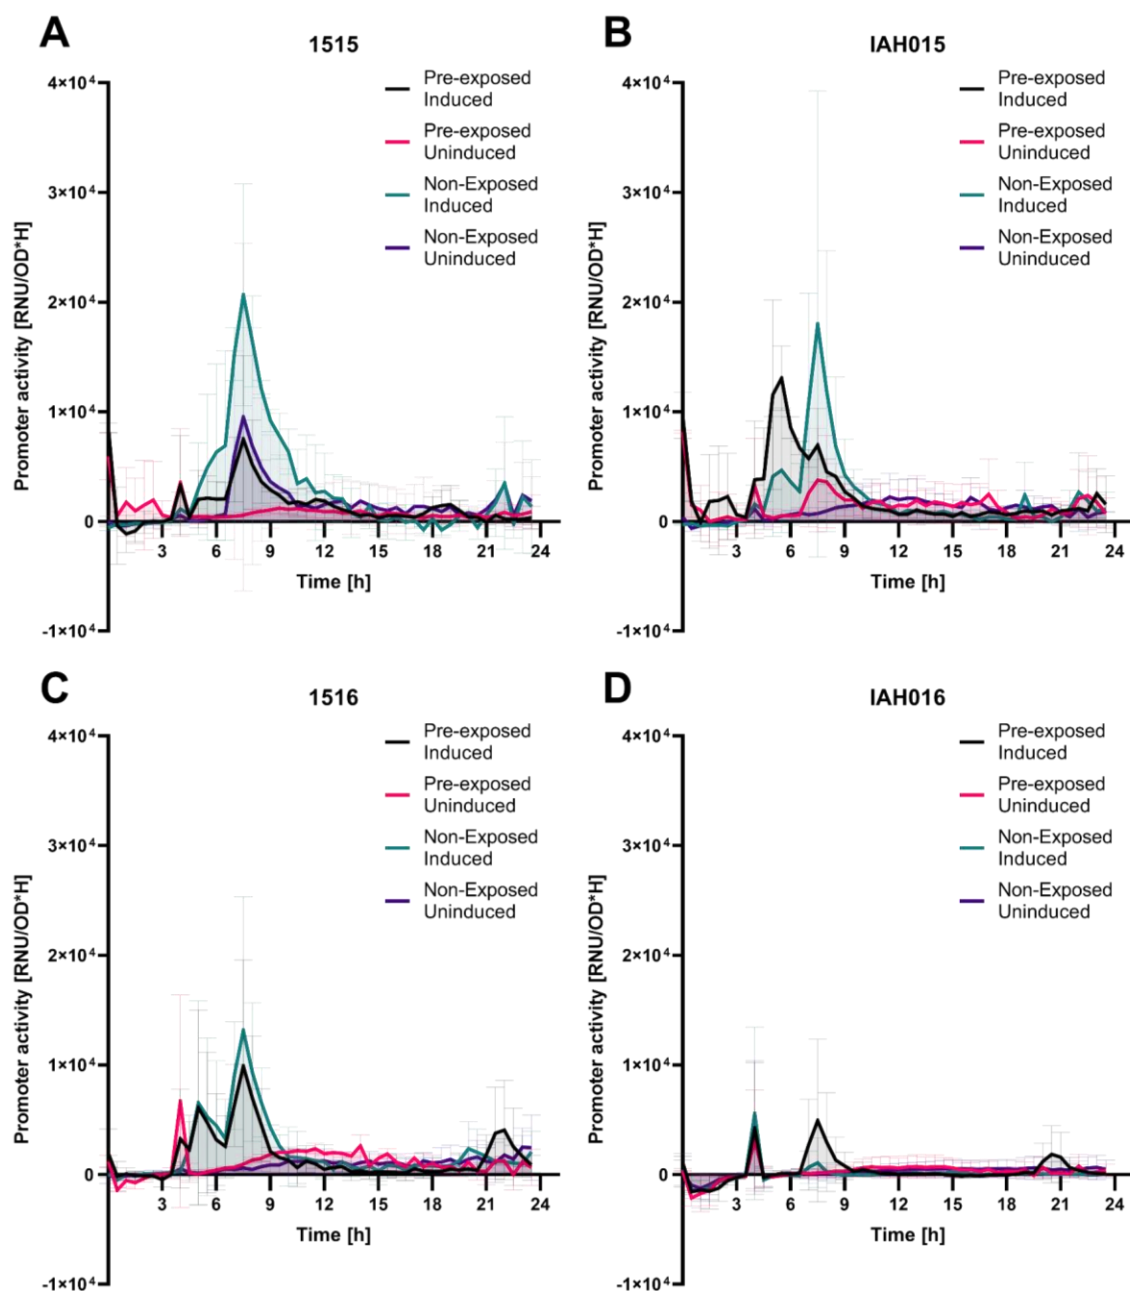 A
1515
Promoter activity [RNU/OD*H]
4×10⁴
3×10⁴
2×10⁴
1×10⁴
0
-1×10⁴
3 6 9 12 15 18 21 24
Time [h]
Pre-exposed
Induced
Pre-exposed
Uninduced
Non-Exposed
Induced
Non-Exposed
Uninduced
B
IAH015
Promoter activity [RNU/OD*H]
4×10⁴
3×10⁴
2×10⁴
1×10⁴
0
-1×10⁴
3 6 9 12 15 18 21 24
Time [h]
Pre-exposed
Induced
Pre-exposed
Uninduced
Non-Exposed
Induced
Non-Exposed
Uninduced
C
1516
Promoter activity [RNU/OD*H]
4×10⁴
3×10⁴
2×10⁴
1×10⁴
0
-1×10⁴
3 6 9 12 15 18 21 24
Time [h]
Pre-exposed
Induced
Pre-exposed
Uninduced
Non-Exposed
Induced
Non-Exposed
Uninduced
D
IAH016
Promoter activity [RNU/OD*H]
4×10⁴
3×10⁴
2×10⁴
1×10⁴
0
-1×10⁴
3 6 9 12 15 18 21 24
Time [h]
Pre-exposed
Induced
Pre-exposed
Uninduced
Non-Exposed
Induced
Non-Exposed
Uninduced